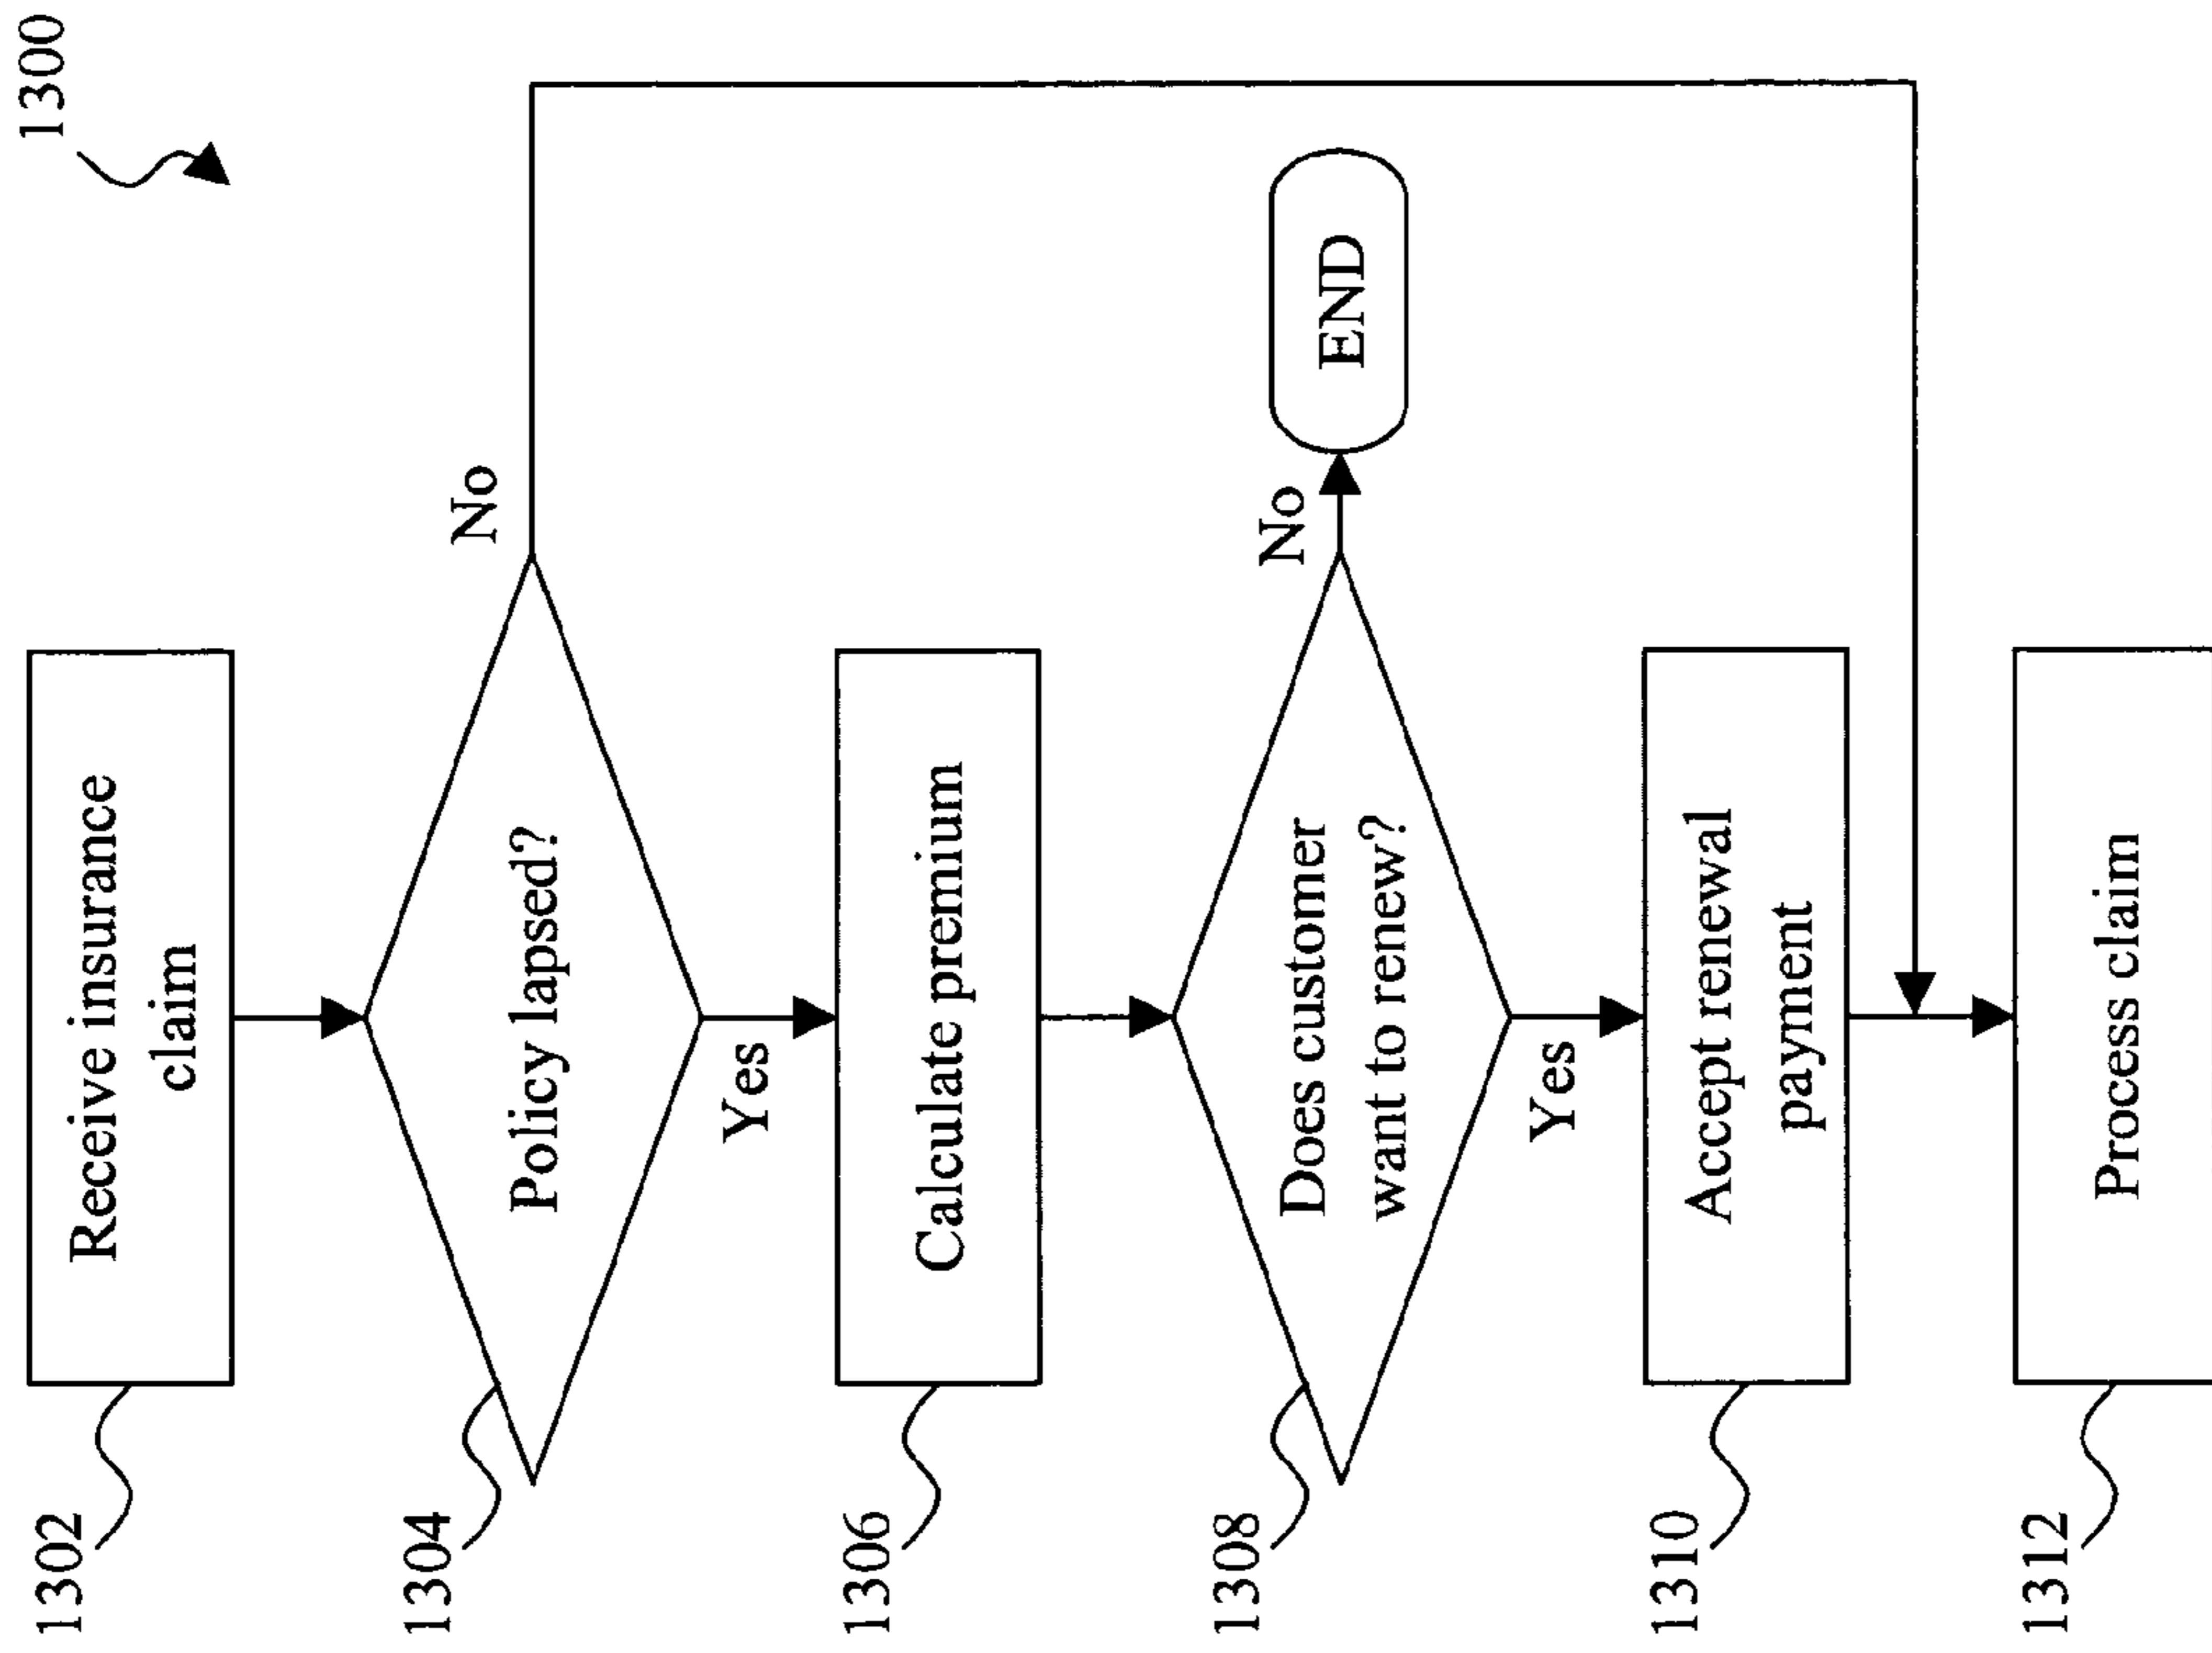 1300
1302
Receive insurance
claim
1304
Policy lapsed?
No
Yes
1306
Calculate premium
1308
Does customer
want to renew?
No
END
Yes
1310
Accept renewal
payment
1312
Process claim